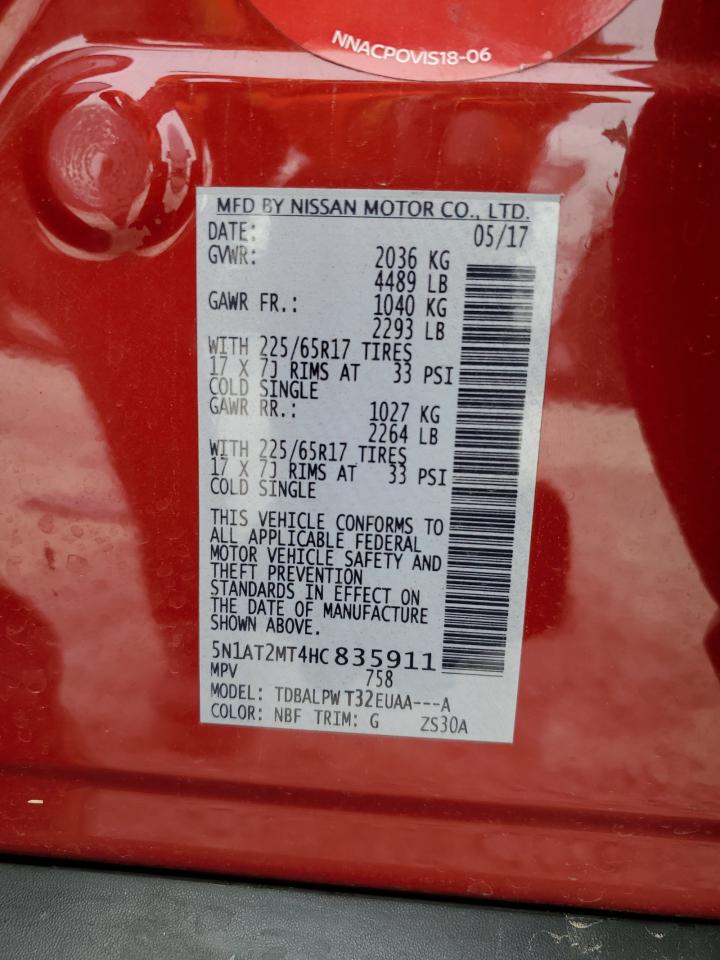 NNACPOVIS18-06
MFD BY NISSAN MOTOR CO., LTD.
DATE: 05/17
GVWR: 2036 KG
4489 LB
GAWR FR.: 1040 KG
2293 LB
WITH 225/65R17 TIRES
17 X 7J RIMS AT 33 PSI
COLD SINGLE
GAWR RR.: 1027 KG
2264 LB
WITH 225/65R17 TIRES
17 X 7J RIMS AT 33 PSI
COLD SINGLE
THIS VEHICLE CONFORMS TO
ALL APPLICABLE FEDERAL
MOTOR VEHICLE SAFETY AND
THEFT PREVENTION
STANDARDS IN EFFECT ON
THE DATE OF MANUFACTURE
SHOWN ABOVE.
5N1AT2MT4HC835911
MPV 758
MODEL: TDBALPW T32EUAA---A
COLOR: NBF TRIM: G ZS30A